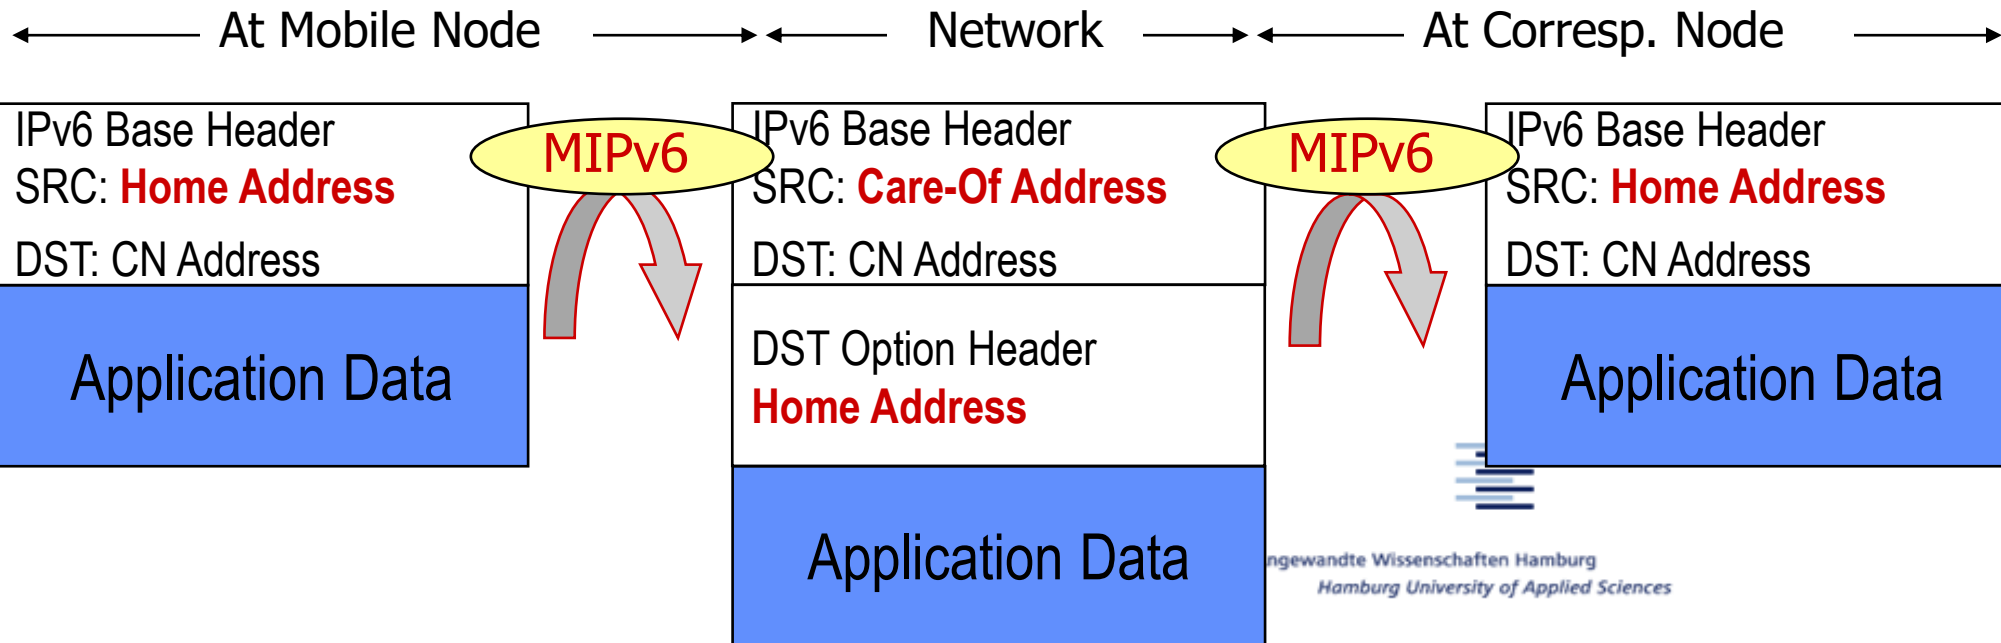 At Mobile Node
Network
At Corresp. Node
IPv6 Base Header
SRC: Home Address
DST: CN Address
Application Data
MIPv6
IPv6 Base Header
SRC: Care-Of Address
DST: CN Address
DST Option Header
Home Address
Application Data
MIPv6
IPv6 Base Header
SRC: Home Address
DST: CN Address
Application Data
Wissenschaften Hamburg
Hamburg University of Applied Sciences